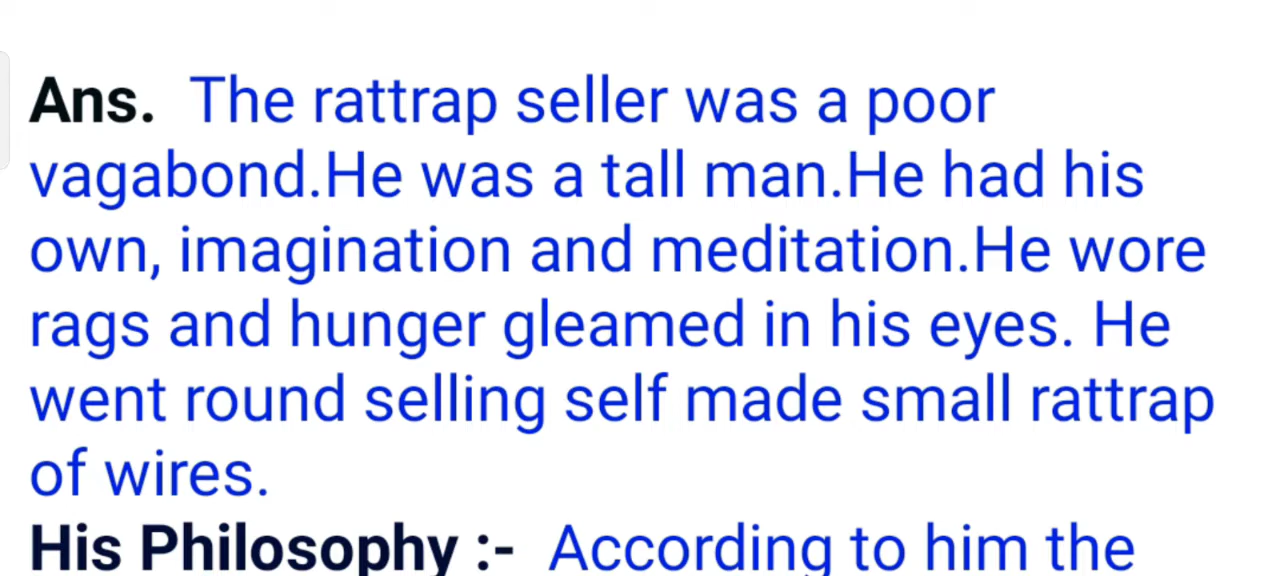 Ans. The rattrap seller was a poor
vagabond.He was a tall man.He had his
own, imagination and meditation.He wore
rags and hunger gleamed in his eyes. He
went round selling self made small rattrap
of wires.
His Philosophy :- According to him the